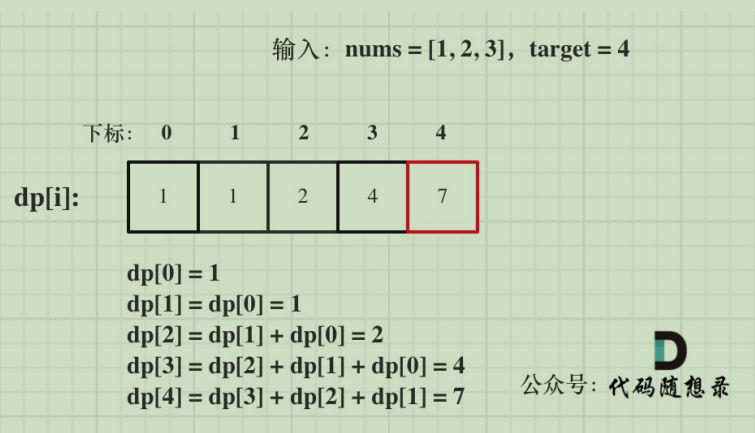 输入：nums = [1, 2, 3]，target = 4
下标： 0 1 2 3 4
dp[i]: 1 1 2 4 7
dp[0] = 1
dp[1] = dp[0] = 1
dp[2] = dp[1] + dp[0] = 2
dp[3] = dp[2] + dp[1] + dp[0] = 4
dp[4] = dp[3] + dp[2] + dp[1] = 7
公众号：代码随想录